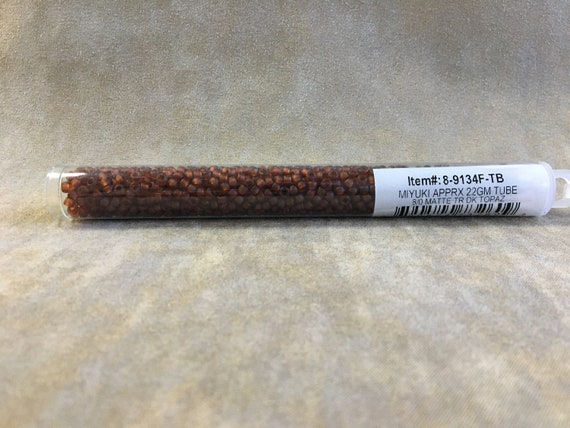 Item#: 8-9134F-TB
MIYUKI APPRX 22GM TUBE
8/0 MATTE TR DK TOPAZ